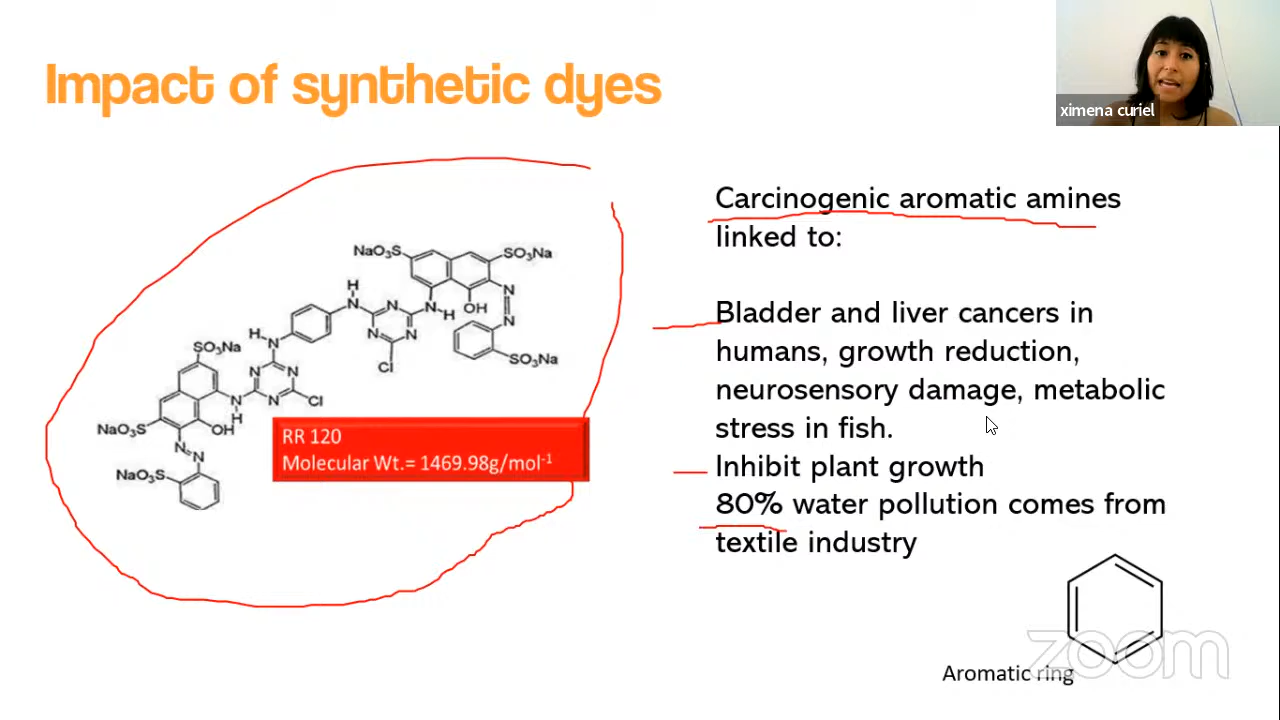 Impact of synthetic dyes
ximena curiel
Carcinogenic aromatic amines
linked to:
Bladder and liver cancers in
humans, growth reduction,
neurosensory damage, metabolic
stress in fish.
Inhibit plant growth
80% water pollution comes from
textile industry
NaO₃S
SO₃Na
H
N
N
N
N
N
H
OH
N
N
Cl
SO₃Na
H
N
SO₃Na
N
N
N
N
H
Cl
OH
NaO₃S
N
N
NaO₃S
RR 120
Molecular Wt.= 1469.98g/mol⁻¹
Aromatic ring
zoom